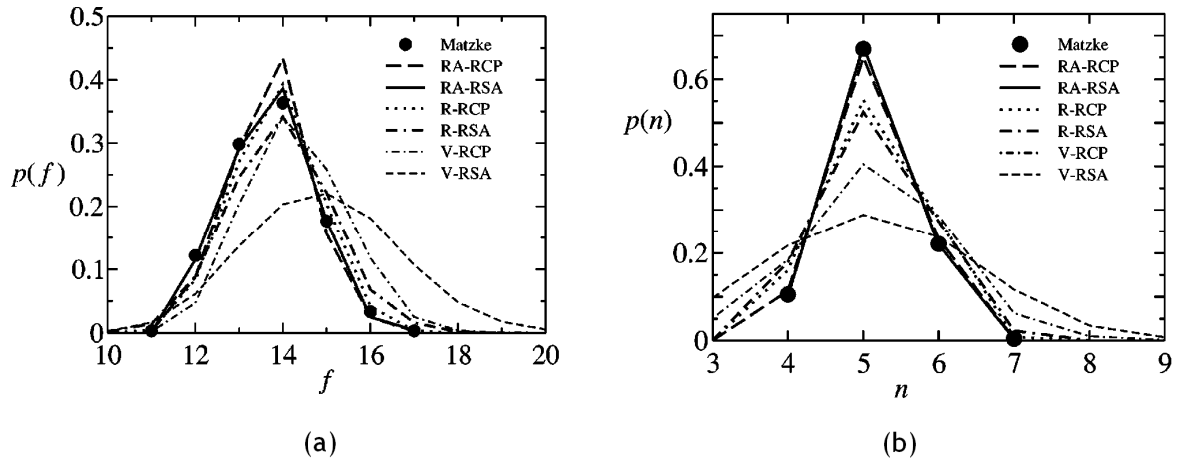 0.5
0.4
0.3
0.2
0.1
0
p(f)
10 12 14 16 18 20
f
Matzke
RA-RCP
RA-RSA
R-RCP
R-RSA
V-RCP
V-RSA
(a)
0.6
0.4
0.2
0
p(n)
3 4 5 6 7 8 9
n
Matzke
RA-RCP
RA-RSA
R-RCP
R-RSA
V-RCP
V-RSA
(b)